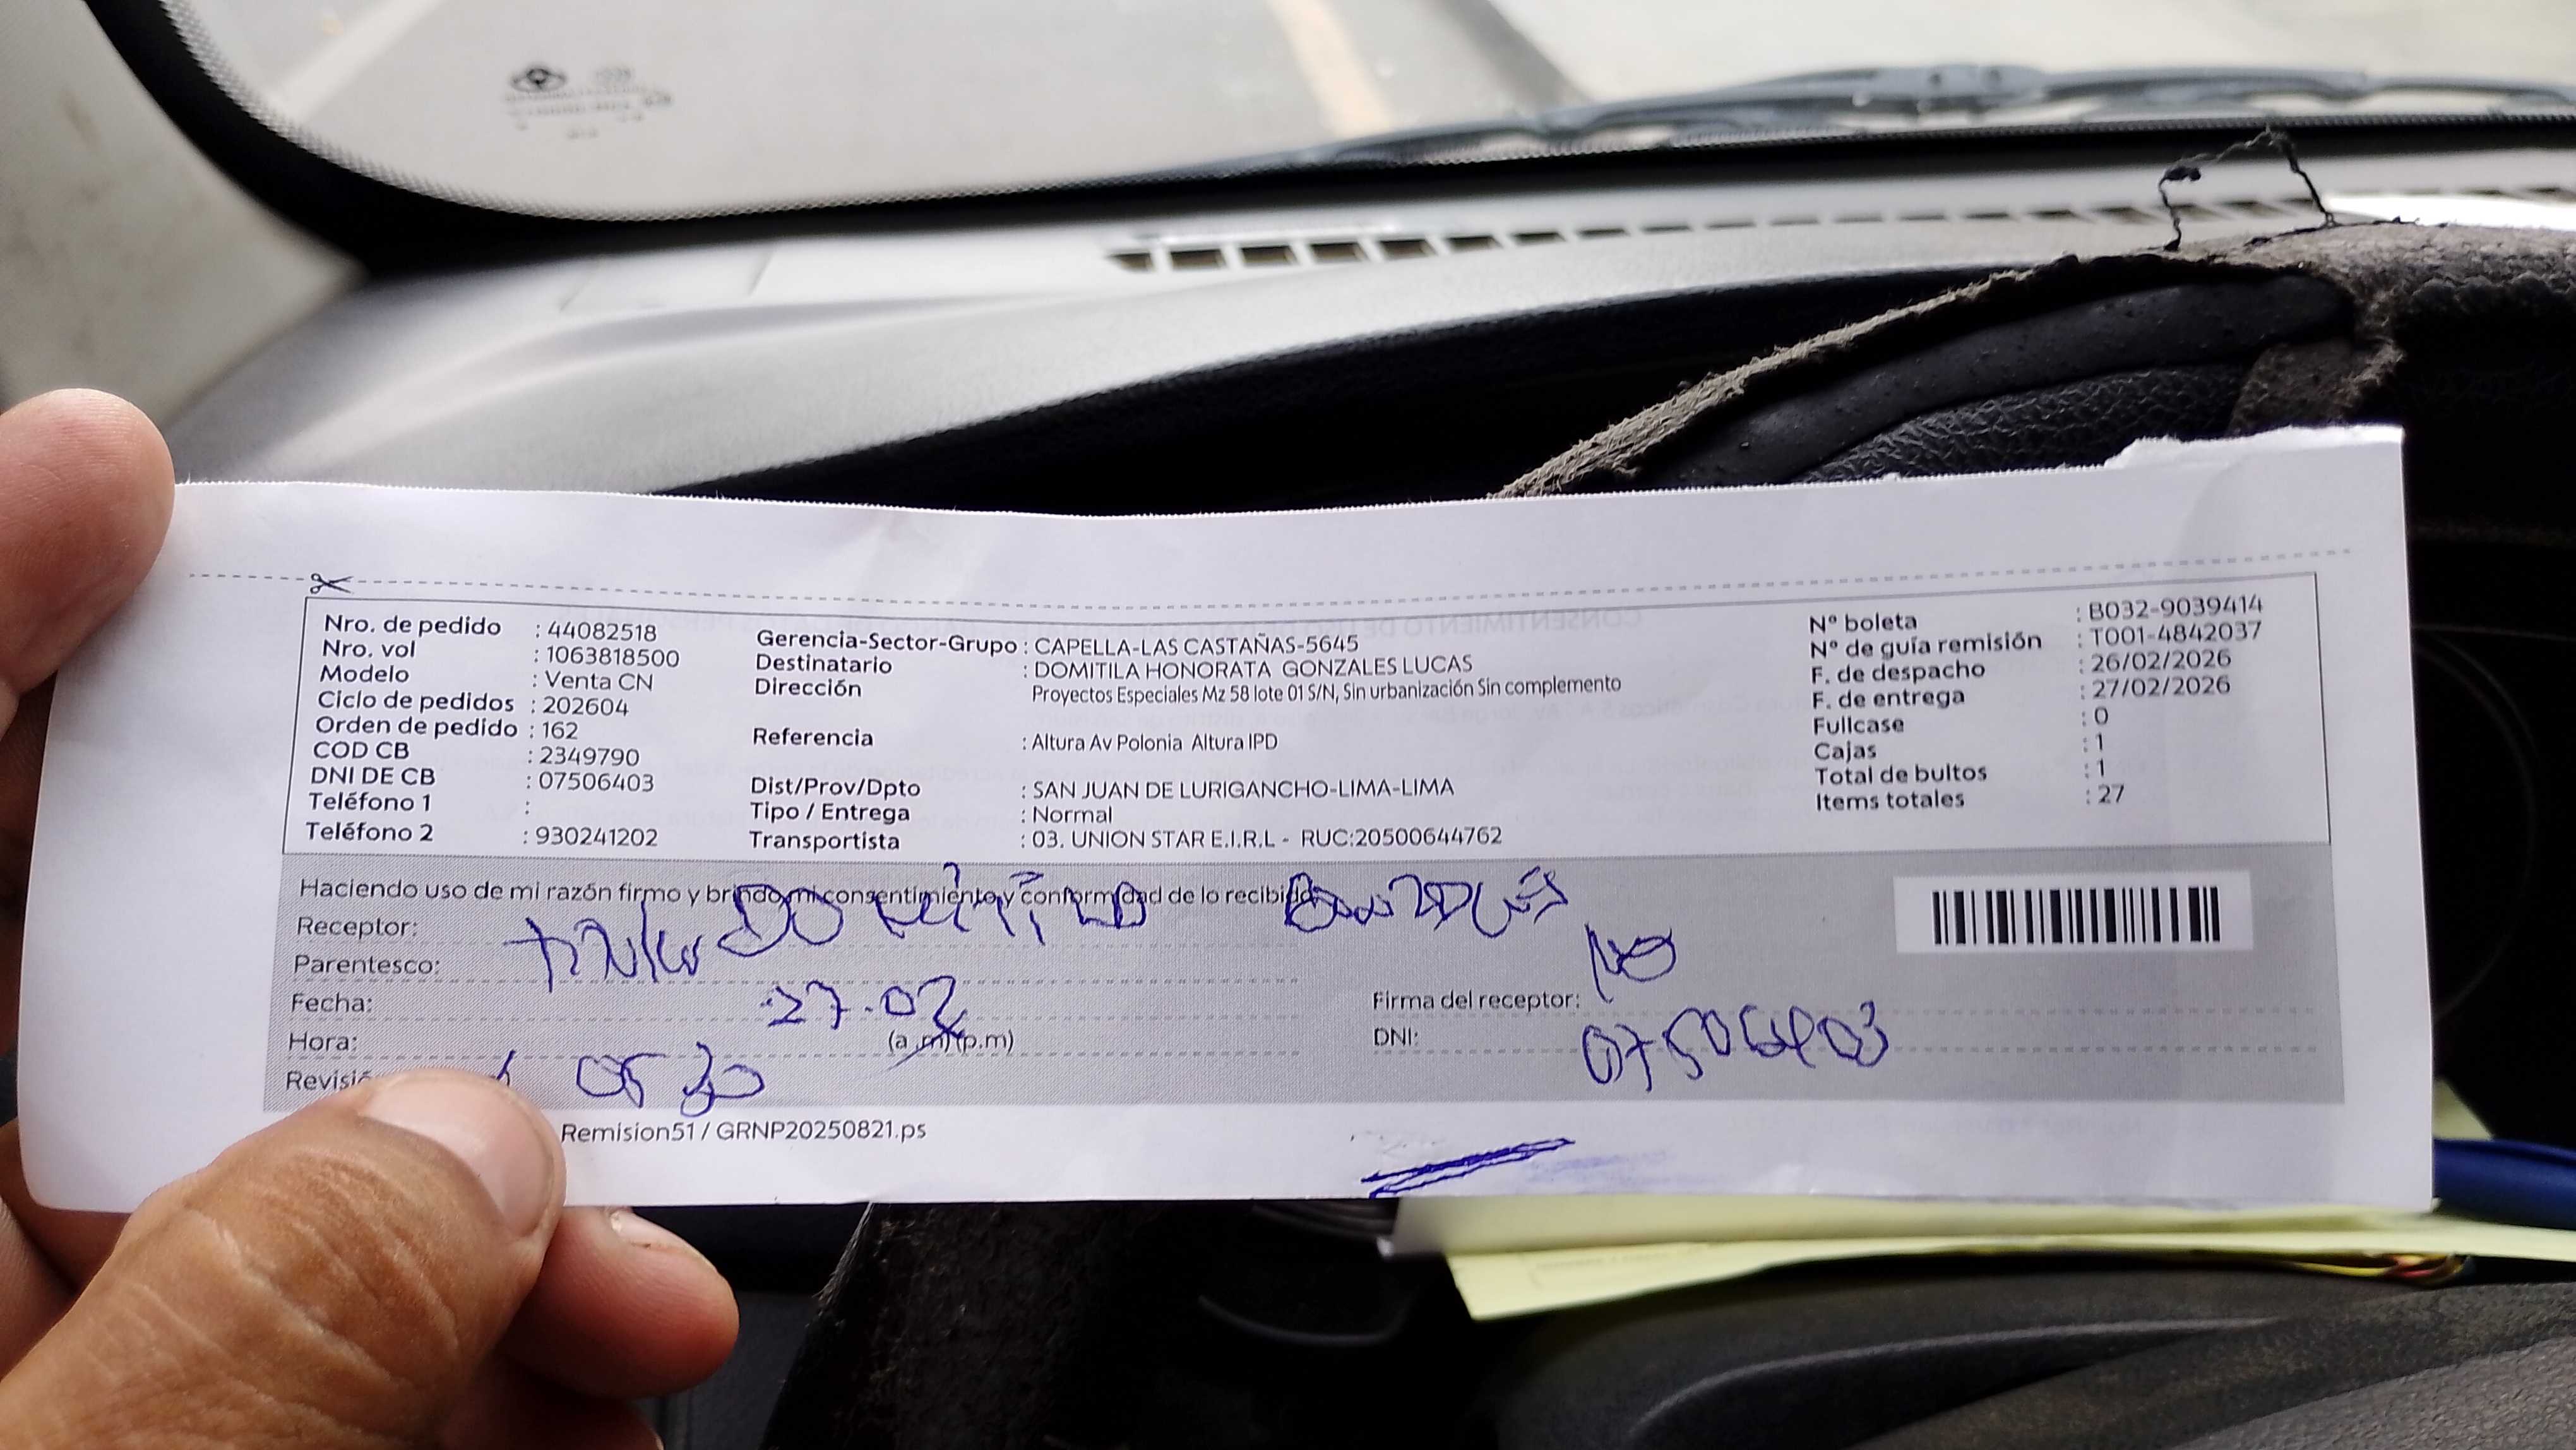 Nro. de pedido : 44082518
Nro. vol : 1063818500
Modelo : Venta CN
Ciclo de pedidos : 202604
Orden de pedido : 162
COD CB : 2349790
DNI DE CB : 07506403
Teléfono 1 :
Teléfono 2 : 930241202
Gerencia-Sector-Grupo : CAPELLA-LAS CASTAÑAS-5645
Destinatario : DOMITILA HONORATA GONZALES LUCAS
Dirección Proyectos Especiales Mz 58 lote 01 S/N, Sin urbanización Sin complemento
Referencia : Altura Av Polonia Altura IPD
Dist/Prov/Dpto : SAN JUAN DE LURIGANCHO-LIMA-LIMA
Tipo / Entrega : Normal
Transportista : 03. UNION STAR E.I.R.L - RUC:20500644762
N° boleta : B032-9039414
N° de guía remisión : T001-4842037
F. de despacho : 26/02/2026
F. de entrega : 27/02/2026
Fullcase : 0
Cajas : 1
Total de bultos : 1
Items totales : 27
Haciendo uso de mi razón firmo y brindo mi consentimiento y conformidad de lo recibido
Receptor:
Parentesco:
Fecha: 27.02
Hora: (a.m)(p.m)
Firma del receptor:
DNI: 07506403
Remision51 / GRNP20250821.ps